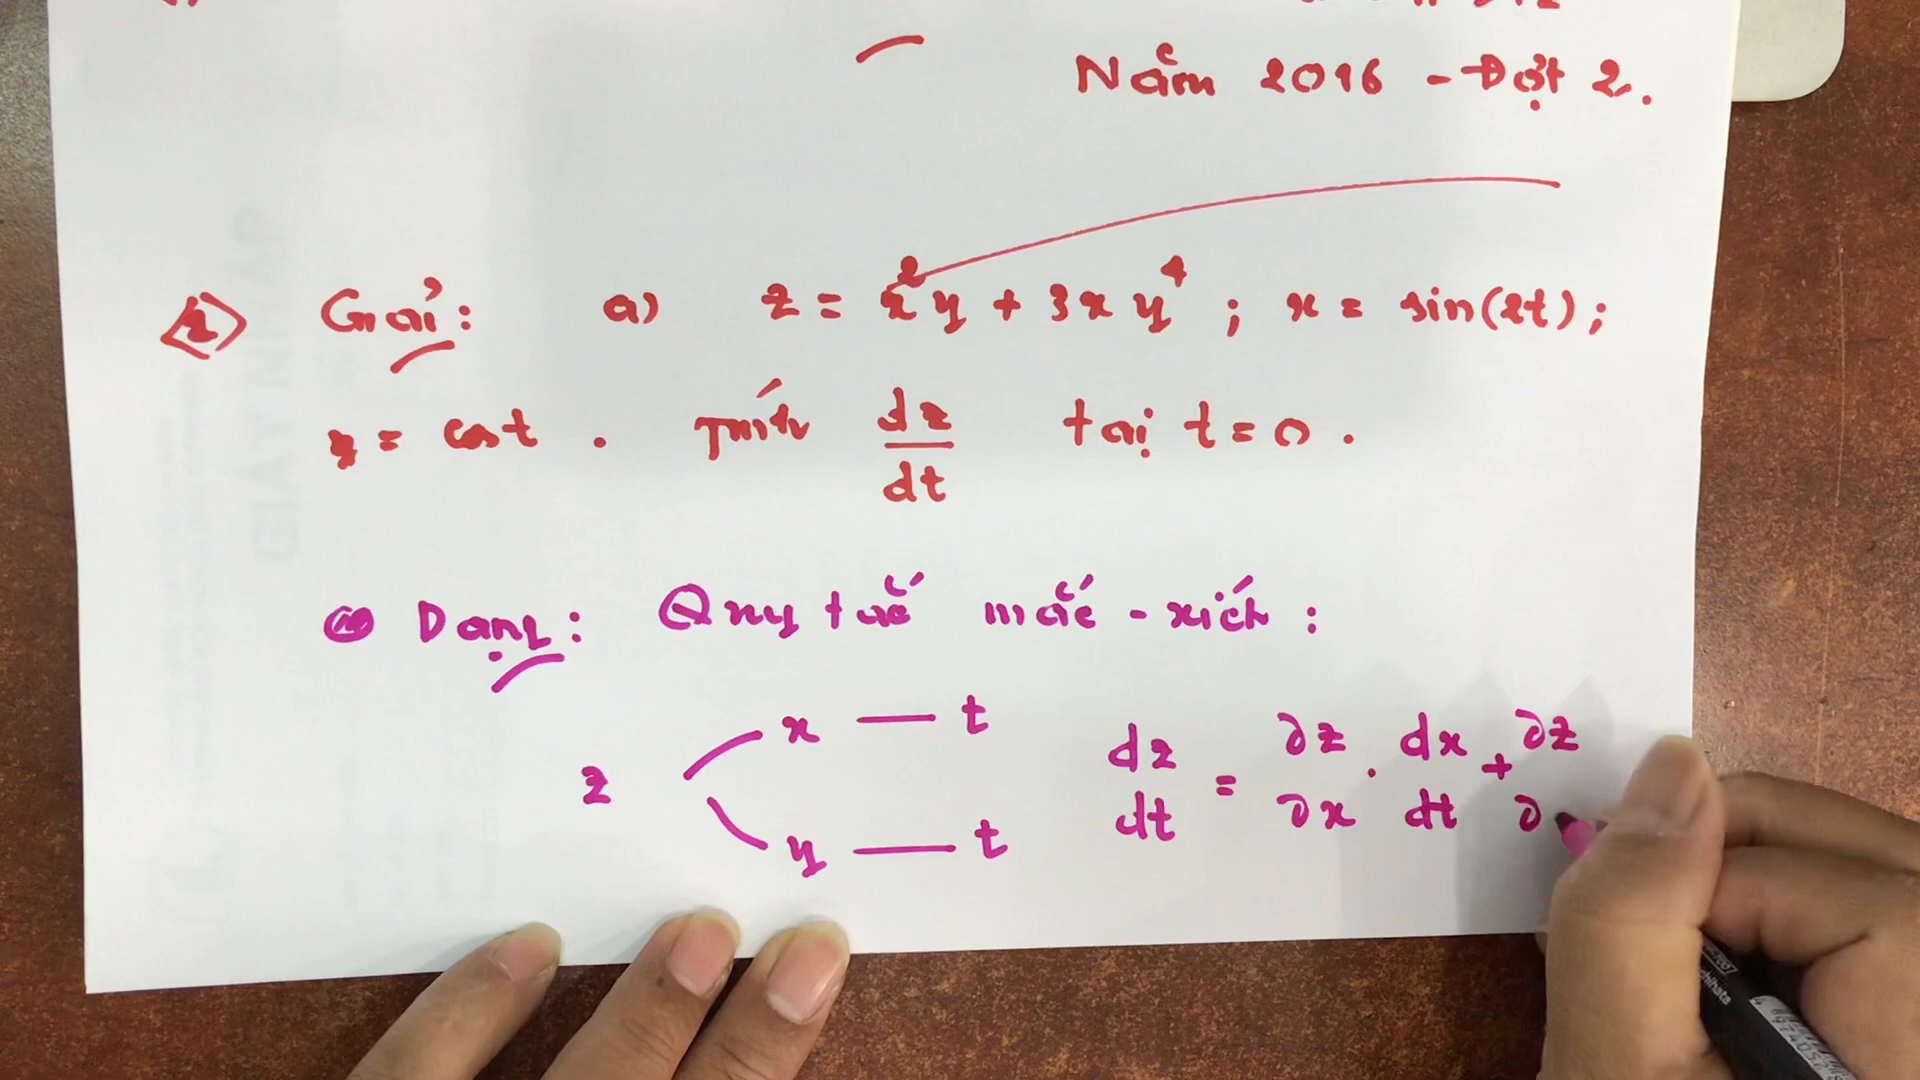 Năm 2016 - Đợt 2.
2 Giải: a) z = x²y + 3xy⁴ ; x = sin(2t) ;
y = cost . Tính dz/dt tại t = 0 .
Dạng: Quy tắc mắc - xích :
z x — t y — t dz/dt = ∂z/∂x . dx/dt + ∂z/∂